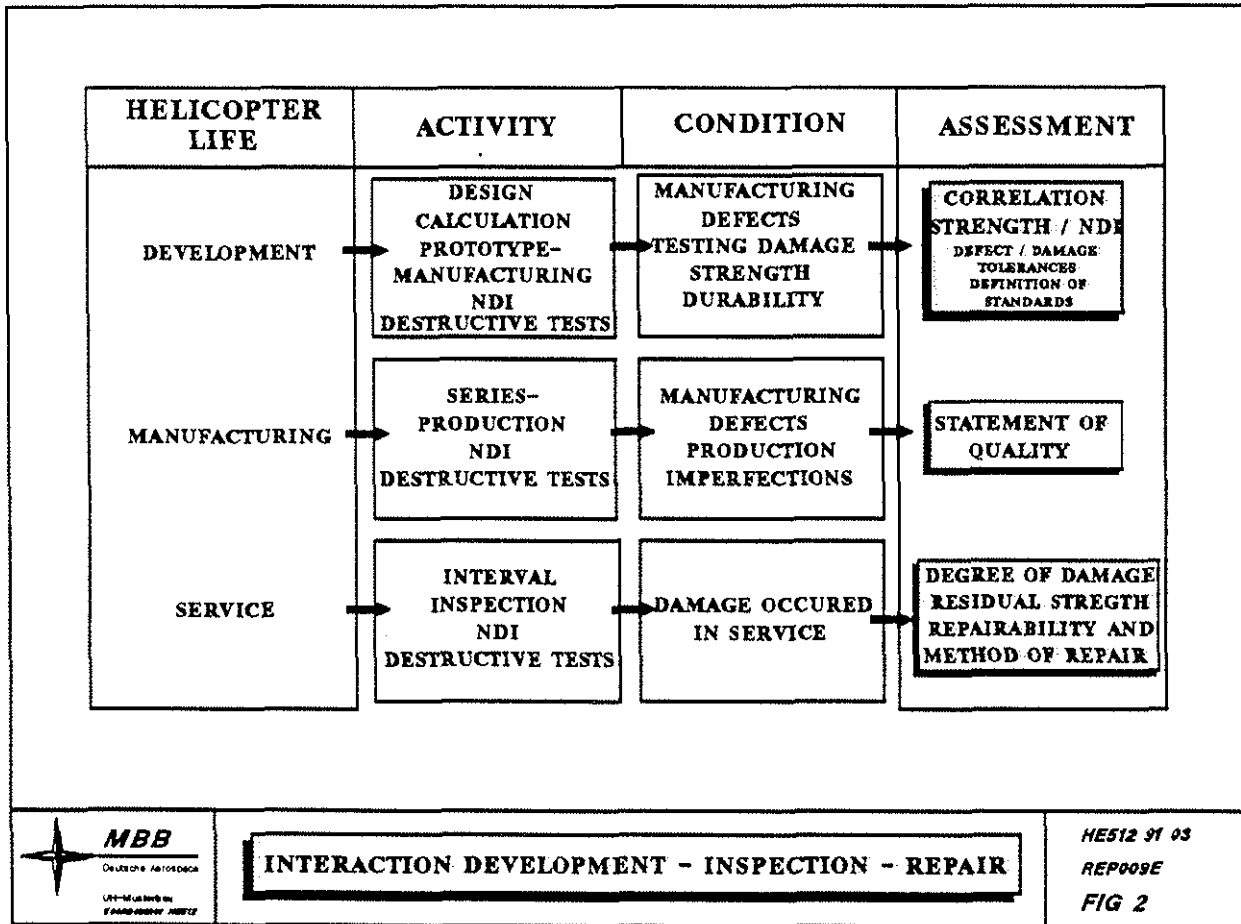 HELICOPTER
LIFE
ACTIVITY
CONDITION
ASSESSMENT
DEVELOPMENT
DESIGN
CALCULATION
PROTOTYPE-
MANUFACTURING
NDI
DESTRUCTIVE TESTS
MANUFACTURING
DEFECTS
TESTING DAMAGE
STRENGTH
DURABILITY
CORRELATION
STRENGTH / NDI
DEFECT / DAMAGE
TOLERANCES
DEFINITION OF
STANDARDS
MANUFACTURING
SERIES-
PRODUCTION
NDI
DESTRUCTIVE TESTS
MANUFACTURING
DEFECTS
PRODUCTION
IMPERFECTIONS
STATEMENT OF
QUALITY
SERVICE
INTERVAL
INSPECTION
NDI
DESTRUCTIVE TESTS
DAMAGE OCCURED
IN SERVICE
DEGREE OF DAMAGE
RESIDUAL STREGTH
REPAIRABILITY AND
METHOD OF REPAIR
MBB
Deutsche Aerospace
INTERACTION DEVELOPMENT - INSPECTION - REPAIR
HE512 91 03
REP009E
FIG 2